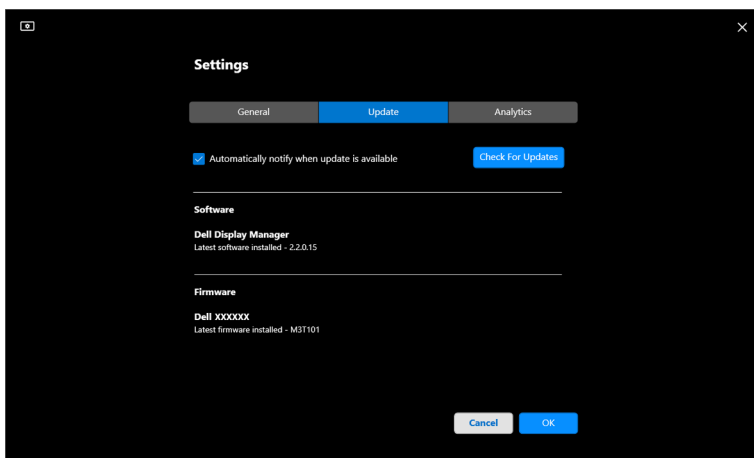 Settings
General Update Analytics
Automatically notify when update is available Check For Updates
Software
Dell Display Manager
Latest software installed - 2.2.0.15
Firmware
Dell XXXXXX
Latest firmware installed - M3T101
Cancel OK